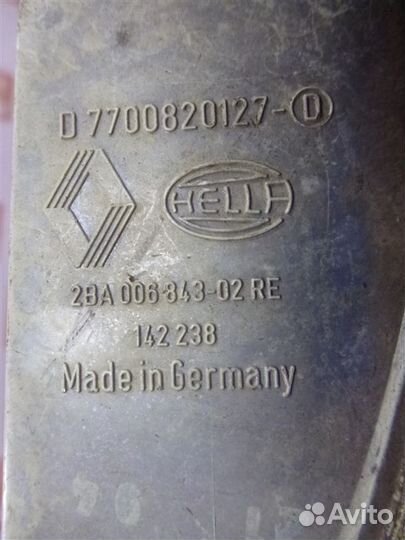 D 7700820127-D
HELLA
2BA 006 843-02 RE
142 238
Made in Germany
Avito